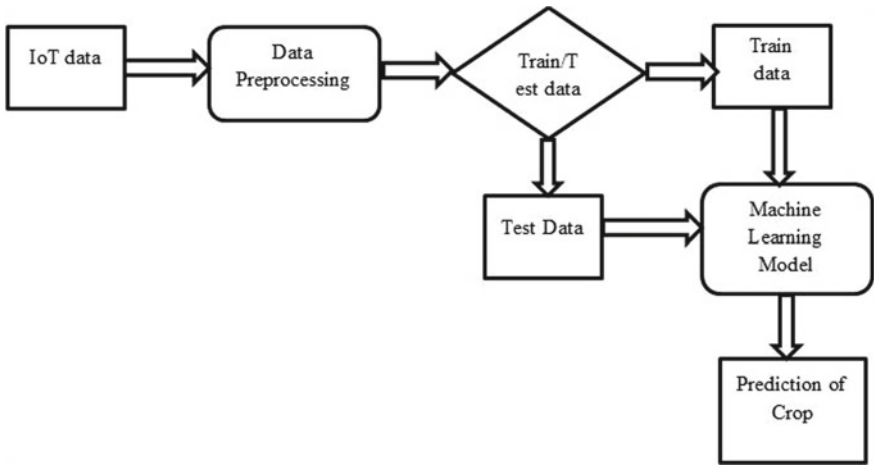 IoT data
Data
Preprocessing
Train/T
est data
Train
data
Test Data
Machine
Learning
Model
Prediction of
Crop